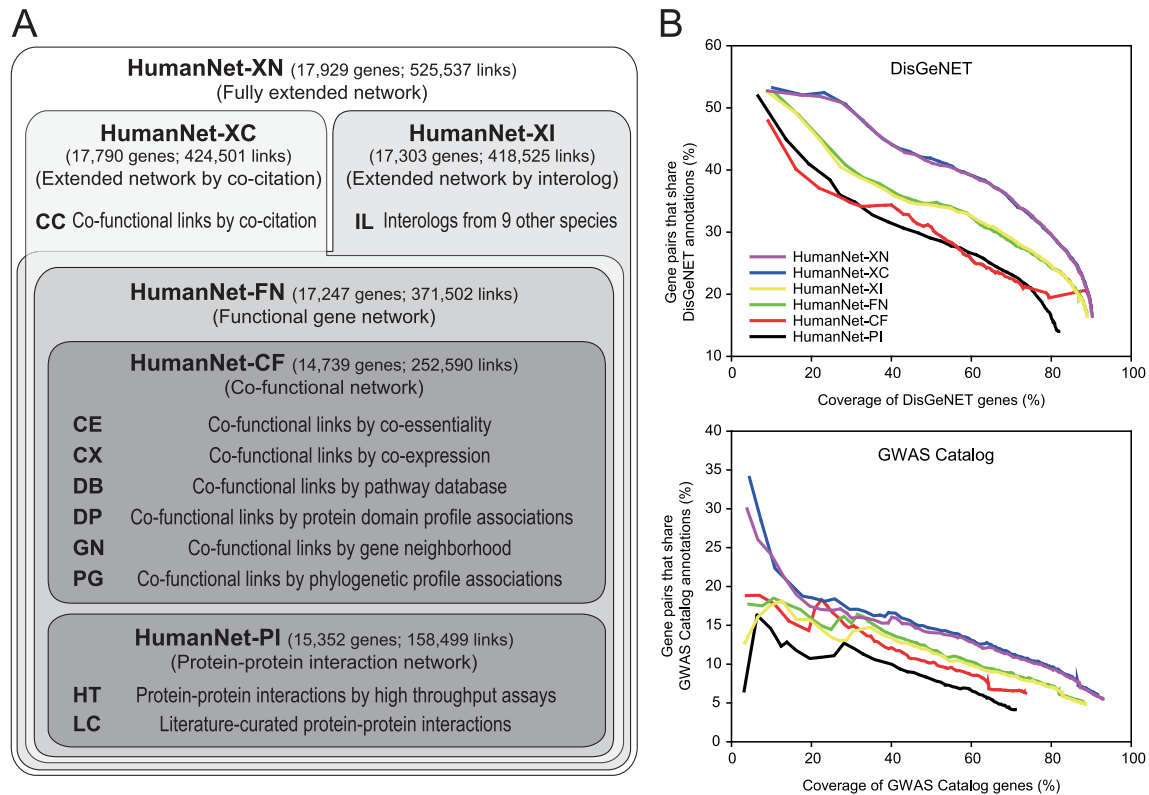 A
HumanNet-XN (17,929 genes; 525,537 links)
(Fully extended network)
HumanNet-XC
(17,790 genes; 424,501 links)
(Extended network by co-citation)
CC Co-functional links by co-citation
HumanNet-XI
(17,303 genes; 418,525 links)
(Extended network by interolog)
IL Interologs from 9 other species
HumanNet-FN (17,247 genes; 371,502 links)
(Functional gene network)
HumanNet-CF (14,739 genes; 252,590 links)
(Co-functional network)
CE Co-functional links by co-essentiality
CX Co-functional links by co-expression
DB Co-functional links by pathway database
DP Co-functional links by protein domain profile associations
GN Co-functional links by gene neighborhood
PG Co-functional links by phylogenetic profile associations
HumanNet-PI (15,352 genes; 158,499 links)
(Protein-protein interaction network)
HT Protein-protein interactions by high throughput assays
LC Literature-curated protein-protein interactions
B
DisGeNET
Gene pairs that share
DisGeNET annotations (%)
60
50
40
30
20
10
HumanNet-XN
HumanNet-XC
HumanNet-XI
HumanNet-FN
HumanNet-CF
HumanNet-PI
0 20 40 60 80 100
Coverage of DisGeNET genes (%)
GWAS Catalog
Gene pairs that share
GWAS Catalog annotations (%)
40
35
30
25
20
15
10
5
0
0 20 40 60 80 100
Coverage of GWAS Catalog genes (%)